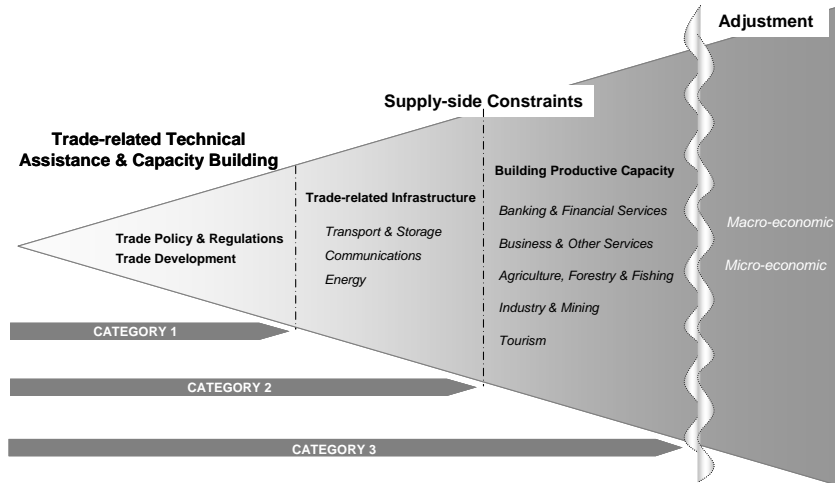 Adjustment
Supply-side Constraints
Trade-related Technical
Assistance & Capacity Building
Trade Policy & Regulations
Trade Development
Trade-related Infrastructure
Transport & Storage
Communications
Energy
Building Productive Capacity
Banking & Financial Services
Business & Other Services
Agriculture, Forestry & Fishing
Industry & Mining
Tourism
Macro-economic
Micro-economic
CATEGORY 1
CATEGORY 2
CATEGORY 3